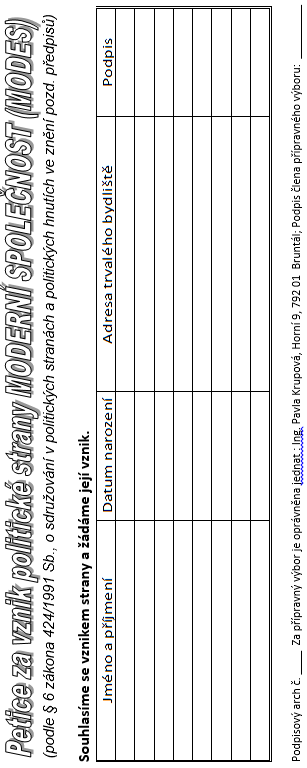 Petice za vznik politické strany MODERNÍ SPOLEČNOST (MODES)
(podle § 6 zákona 424/1991 Sb., o sdružování v politických stranách a politických hnutích ve znění pozd. předpisů)
Souhlasíme se vznikem strany a žádáme její vznik.
Jméno a příjmení Datum narození Adresa trvalého bydliště Podpis
Podpisový arch č. ____ Za přípravný výbor je oprávněna jednat: Ing. Pavla Krupová, Horní 9, 792 01 Bruntál; Podpis člena přípravného výboru: ____